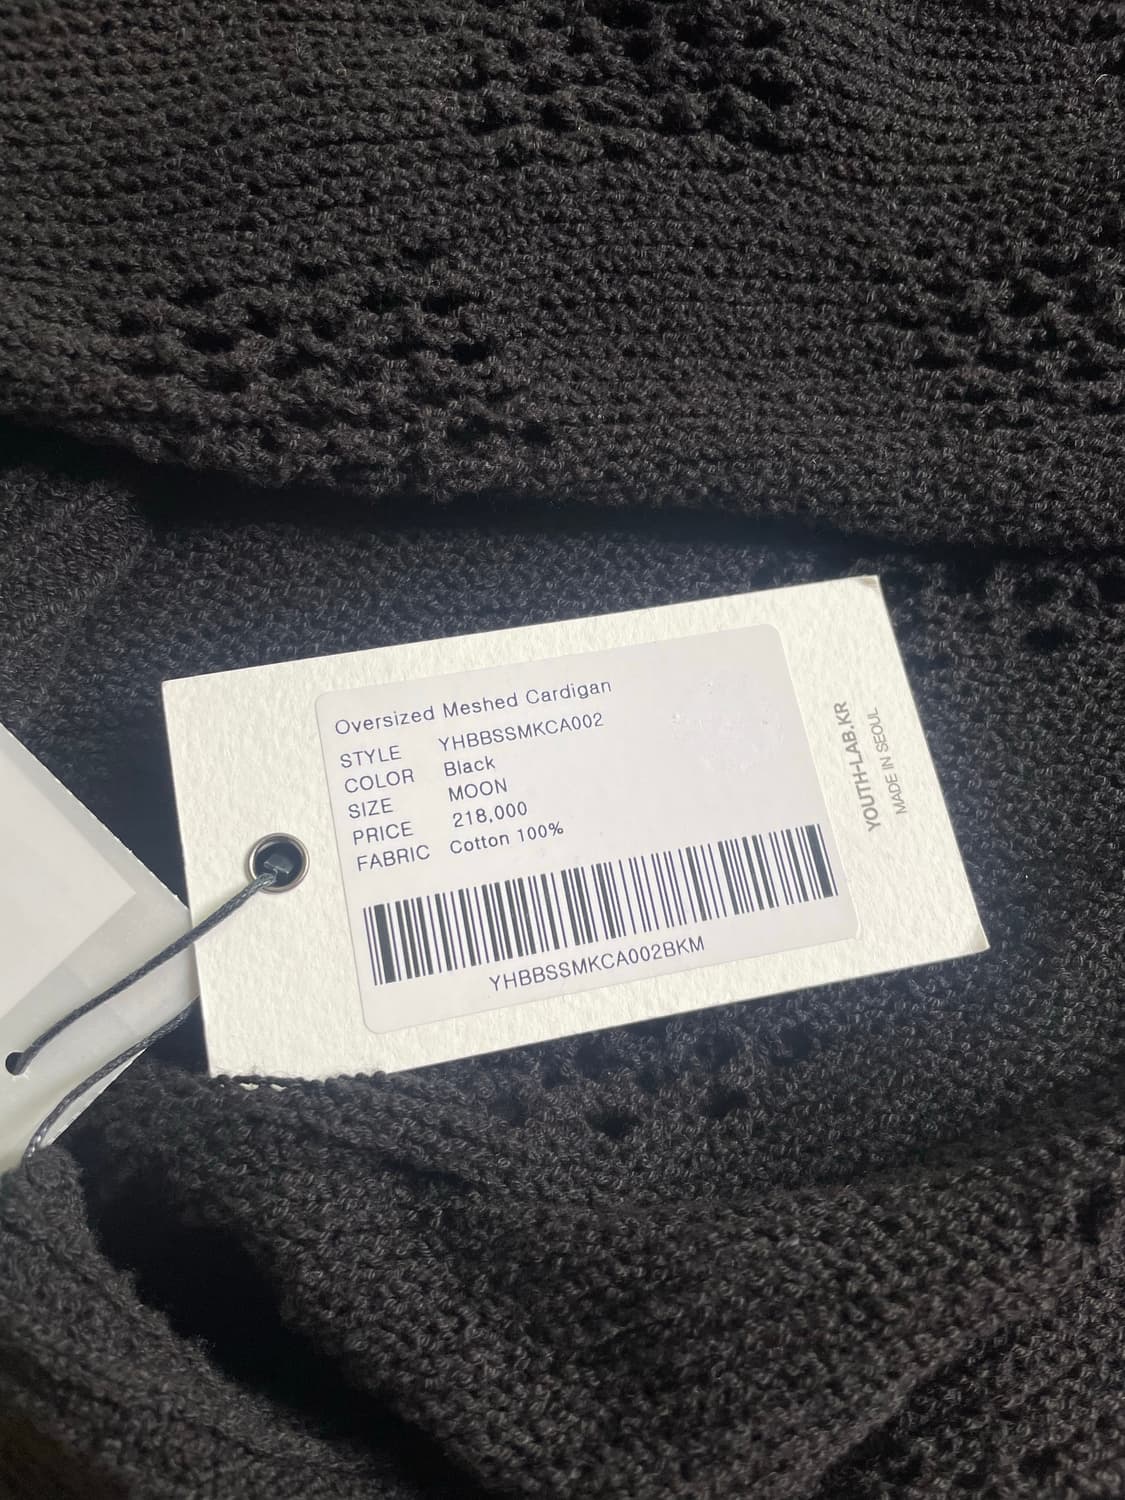 Oversized Meshed Cardigan
STYLE YHBBSSMKCA002
COLOR Black
SIZE MOON
PRICE 218,000
FABRIC Cotton 100%
YHBBSSMKCA002BKM
YOUTH-LAB.KR
MADE IN SEOUL